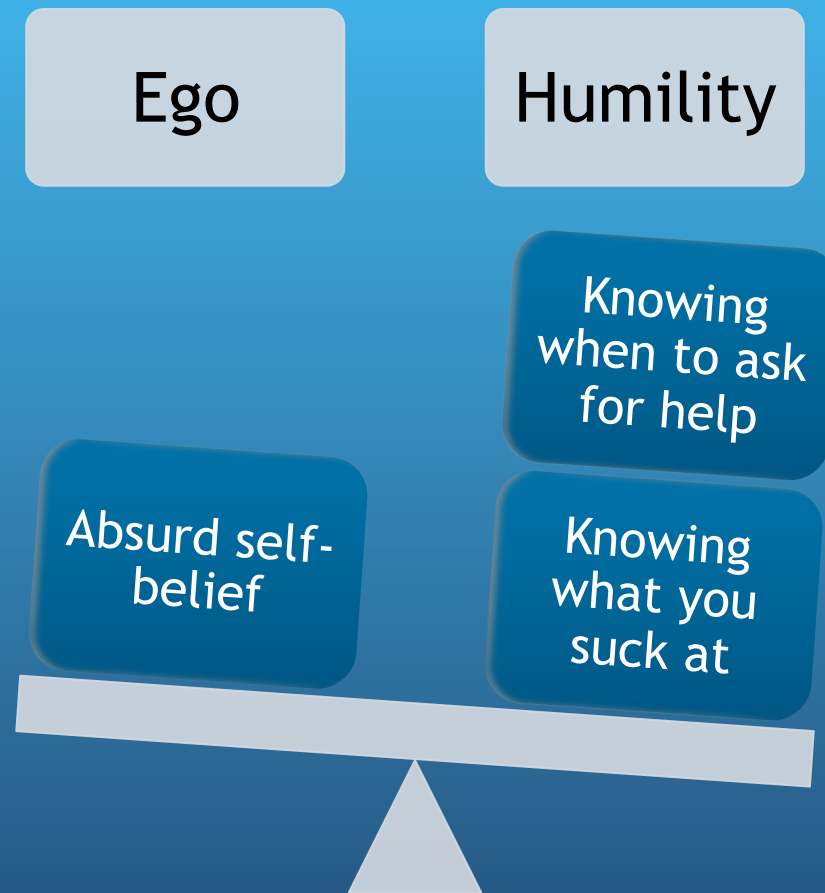 Ego
Humility
Knowing
when to ask
for help
Absurd self-
belief
Knowing
what you
suck at